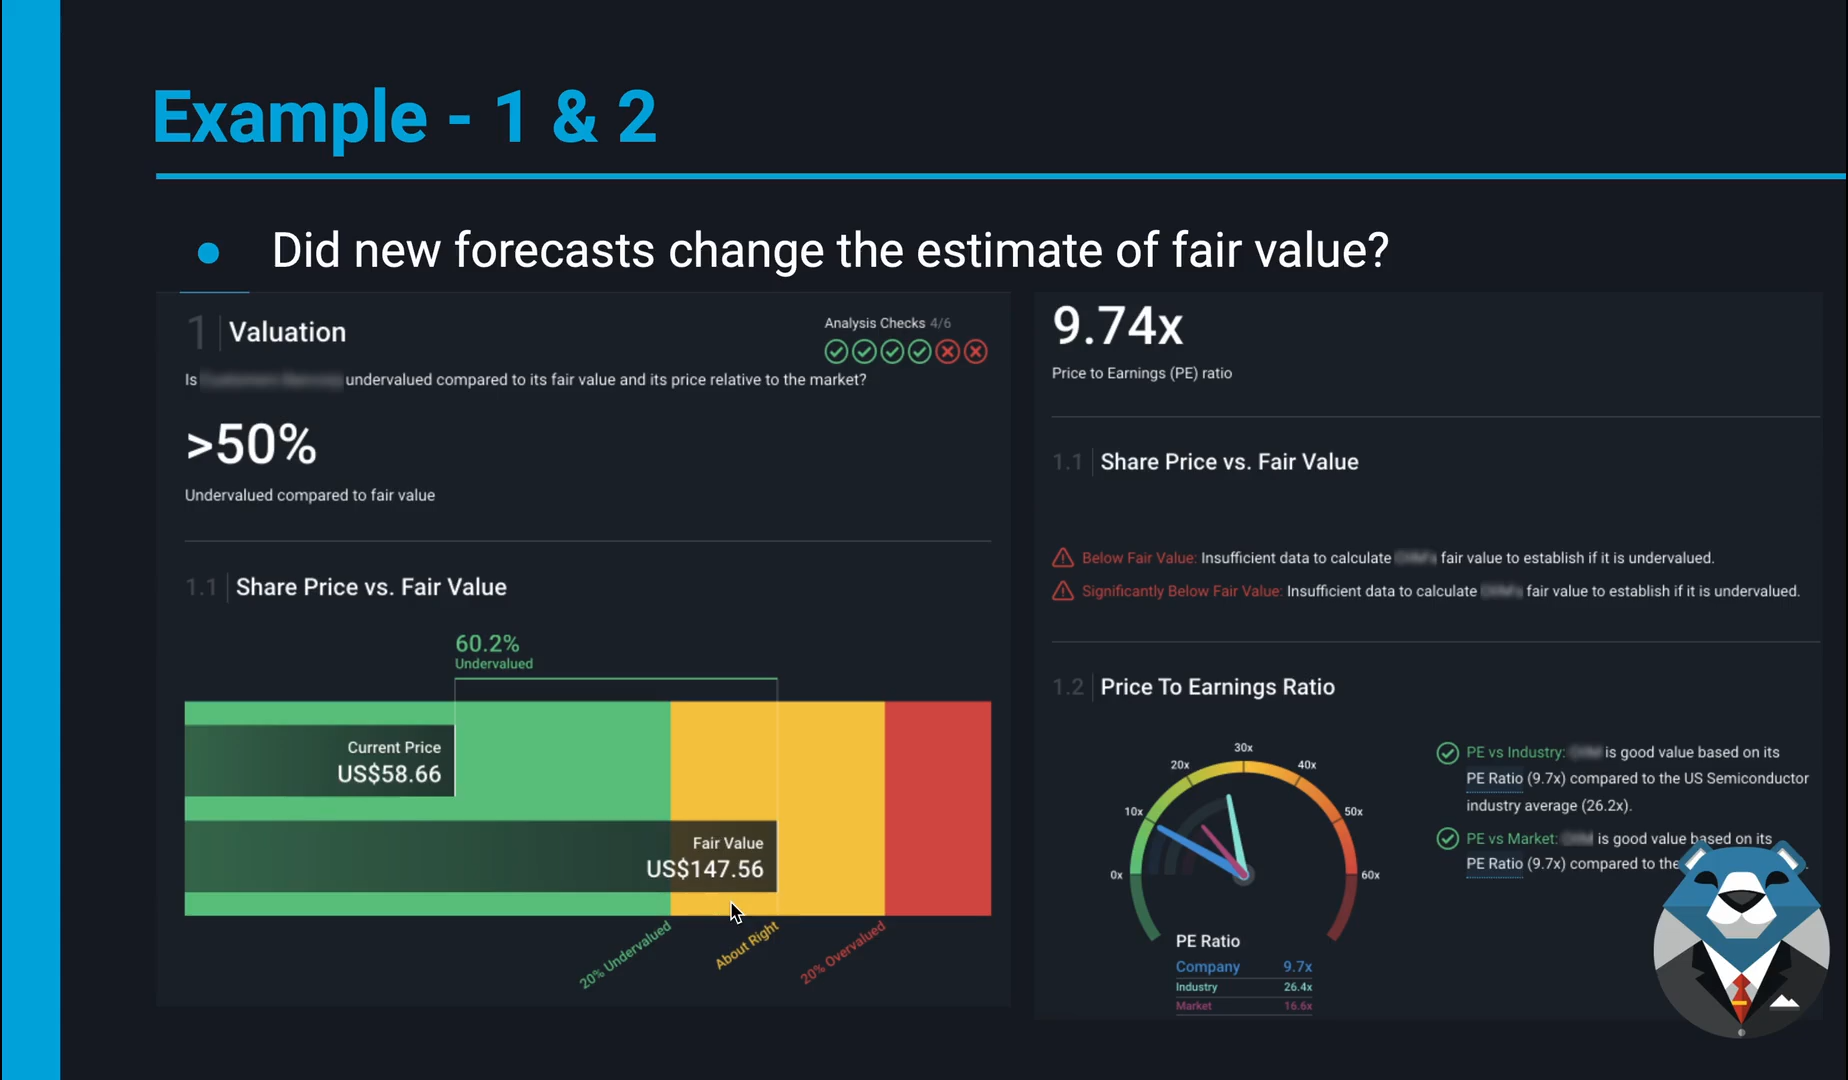 Example - 1 & 2
Did new forecasts change the estimate of fair value?
1 Valuation
Analysis Checks 4/6
Is undervalued compared to its fair value and its price relative to the market?
>50%
Undervalued compared to fair value
1.1 Share Price vs. Fair Value
60.2%
Undervalued
Current Price
US$58.66
Fair Value
US$147.56
20% Undervalued
About Right
20% Overvalued
9.74x
Price to Earnings (PE) ratio
1.1 Share Price vs. Fair Value
Below Fair Value: Insufficient data to calculate fair value to establish if it is undervalued.
Significantly Below Fair Value: Insufficient data to calculate fair value to establish if it is undervalued.
1.2 Price To Earnings Ratio
0x
10x
20x
30x
40x
50x
60x
PE Ratio
Company 9.7x
Industry 26.4x
Market 16.6x
PE vs Industry: is good value based on its
PE Ratio (9.7x) compared to the US Semiconductor
industry average (26.2x).
PE vs Market: is good value based on its
PE Ratio (9.7x) compared to the